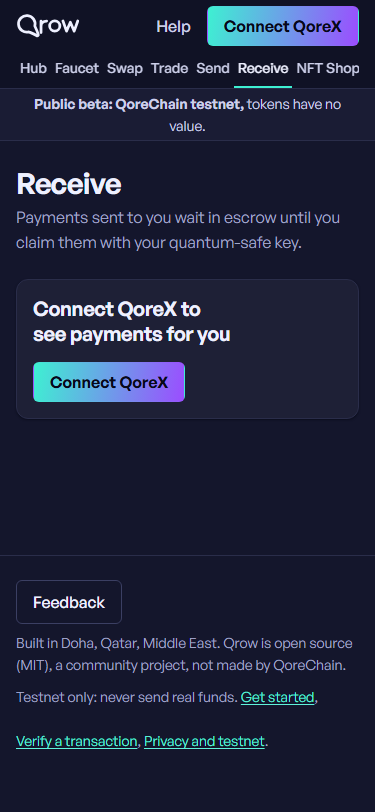 Qrow
Help
Connect QoreX
Hub Faucet Swap Trade Send Receive NFT Shop
Public beta: QoreChain testnet, tokens have no
value.
Receive
Payments sent to you wait in escrow until you
claim them with your quantum-safe key.
Connect QoreX to
see payments for you
Connect QoreX
Feedback
Built in Doha, Qatar, Middle East. Qrow is open source
(MIT), a community project, not made by QoreChain.
Testnet only: never send real funds. Get started,
Verify a transaction, Privacy and testnet.